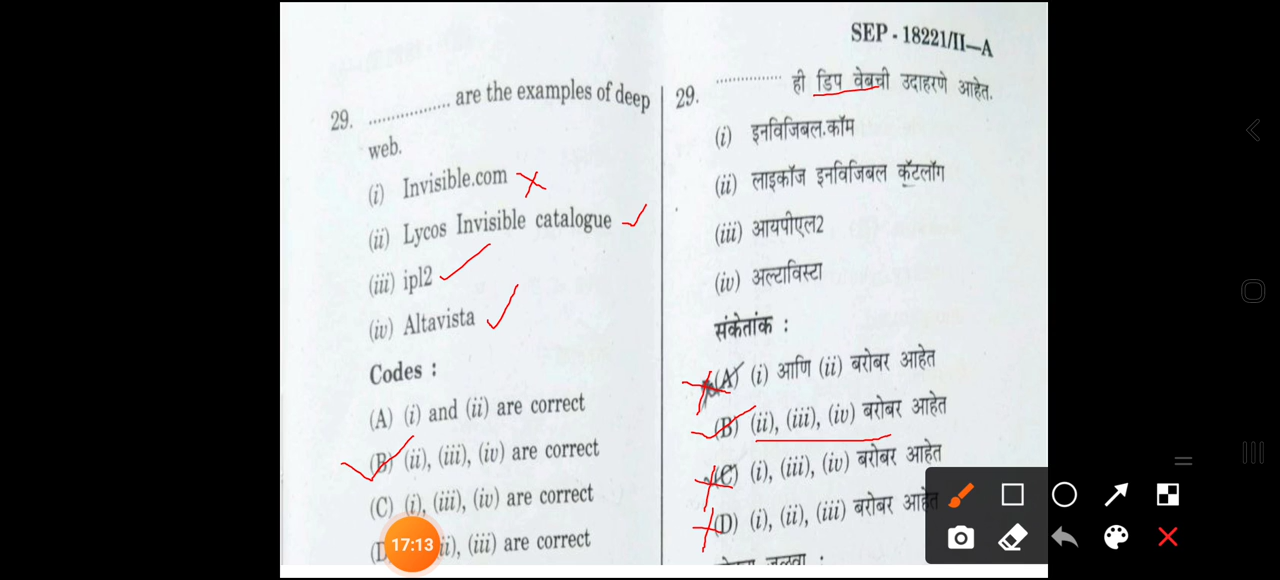 SEP - 18221/II—A
29. .................... are the examples of deep
web.
(i) Invisible.com
(ii) Lycos Invisible catalogue
(iii) ipl2
(iv) Altavista
Codes :
(A) (i) and (ii) are correct
(B) (ii), (iii), (iv) are correct
(C) (i), (iii), (iv) are correct
ii), (iii) are correct
29. ................ ही डिप वेबची उदाहरणे आहेत.
(i) इनविजिबल.कॉम
(ii) लाइकॉज इनविजिबल कॅटलॉग
(iii) आयपीएल2
(iv) अल्टाविस्टा
संकेतांक :
(A) (i) आणि (ii) बरोबर आहेत
(B) (ii), (iii), (iv) बरोबर आहेत
(C) (i), (iii), (iv) बरोबर आहेत
(D) (i), (ii), (iii) बरोबर आहेत
17:13